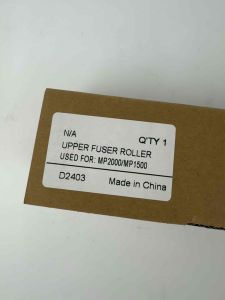 N/A Q'TY 1
UPPER FUSER ROLLER
USED FOR: MP2000/MP1500
D2403 Made in China